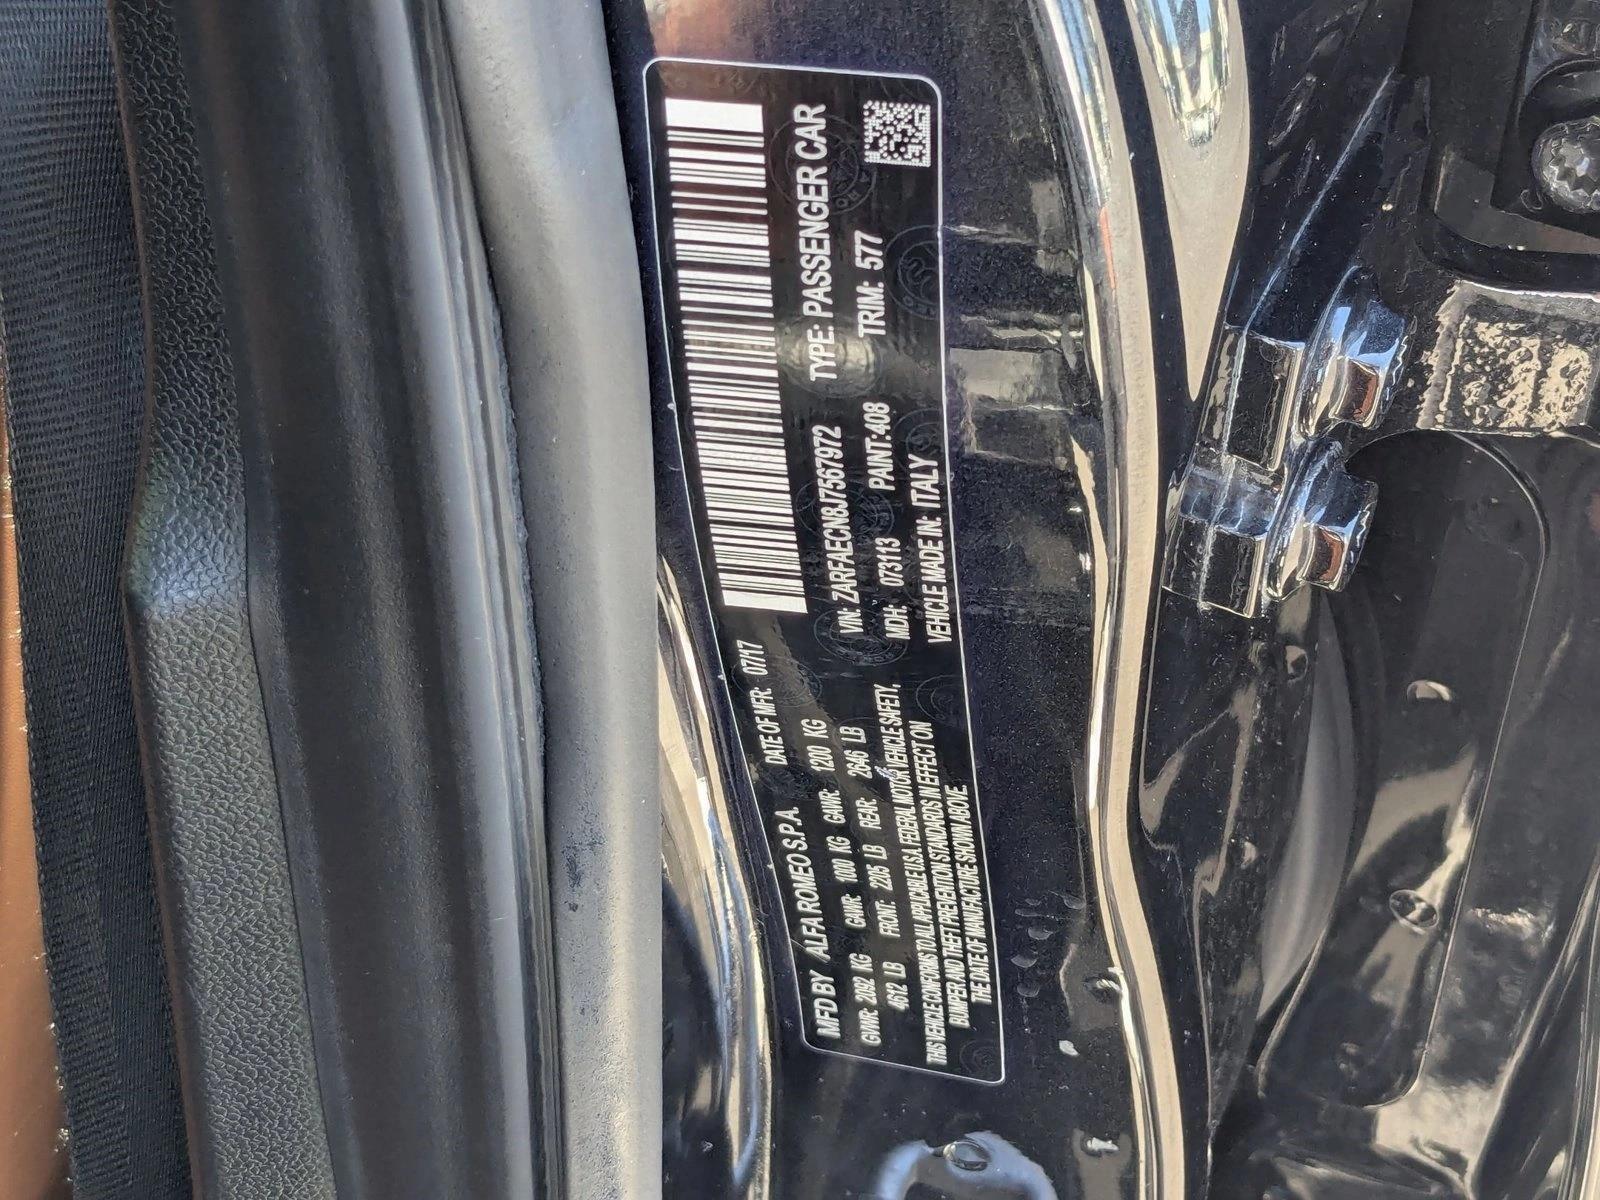 MFD BY ALFA ROMEO S.P.A. DATE OF MFR: 07/17
GVWR: 2092 KG GAWR: 1000 KG GAWR: 1200 KG
4612 LB FRONT: 2205 LB REAR: 2646 LB
THIS VEHICLE CONFORMS TO ALL APPLICABLE U.S.A. FEDERAL MOTOR VEHICLE SAFETY,
BUMPER AND THEFT PREVENTION STANDARDS IN EFFECT ON
THE DATE OF MANUFACTURE SHOWN ABOVE.
VIN: ZARFAECN8J7567972 TYPE: PASSENGER CAR
MDH: 073113 PAINT: 408 TRIM: 577
VEHICLE MADE IN: ITALY